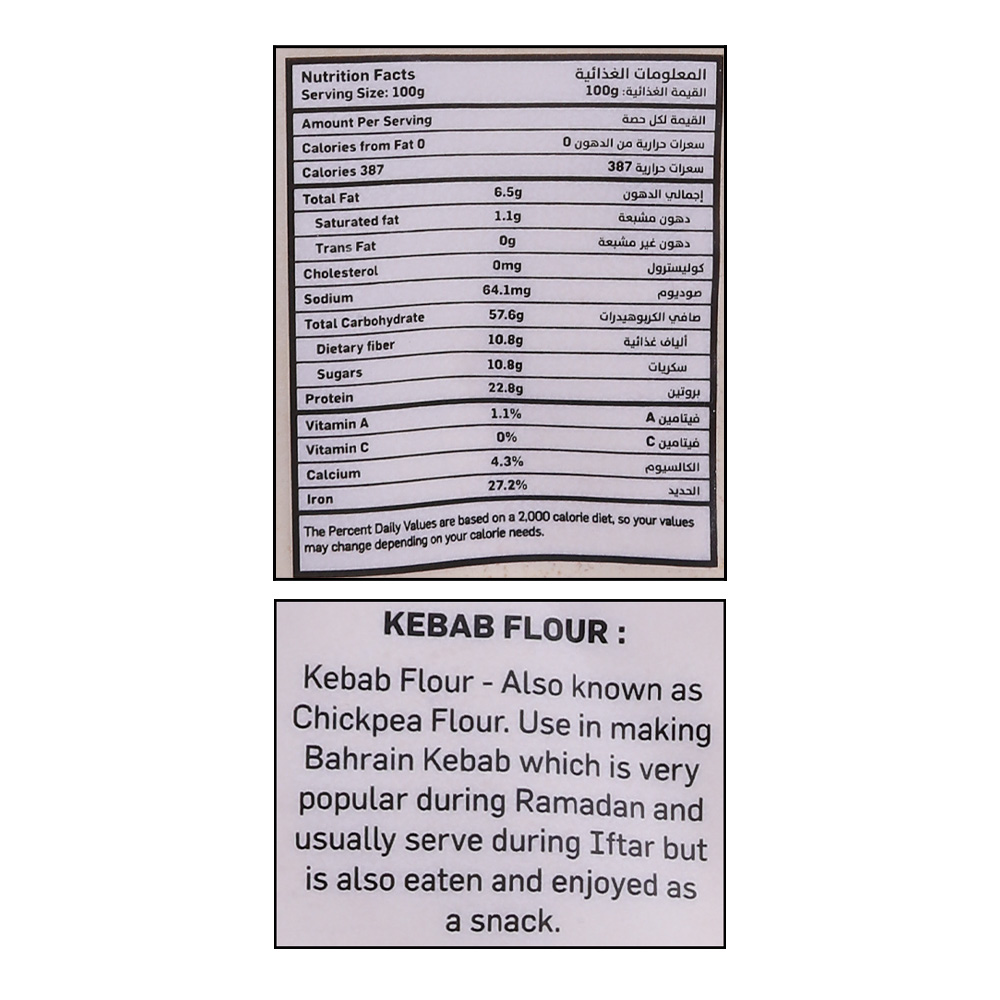 Nutrition Facts المعلومات الغذائية
Serving Size: 100g القيمة الغذائية: 100g
Amount Per Serving القيمة لكل حصة
Calories from Fat 0 سعرات حرارية من الدهون 0
Calories 387 سعرات حرارية 387
Total Fat 6.5g إجمالي الدهون
Saturated fat 1.1g دهون مشبعة
Trans Fat 0g دهون غير مشبعة
Cholesterol 0mg كوليسترول
Sodium 64.1mg صوديوم
Total Carbohydrate 57.6g صافي الكربوهيدرات
Dietary fiber 10.8g ألياف غذائية
Sugars 10.8g سكريات
Protein 22.8g بروتين
Vitamin A 1.1% فيتامين A
Vitamin C 0% فيتامين C
Calcium 4.3% الكالسيوم
Iron 27.2% الحديد
The Percent Daily Values are based on a 2,000 calorie diet, so your values
may change depending on your calorie needs.
KEBAB FLOUR :
Kebab Flour - Also known as
Chickpea Flour. Use in making
Bahrain Kebab which is very
popular during Ramadan and
usually serve during Iftar but
is also eaten and enjoyed as
a snack.